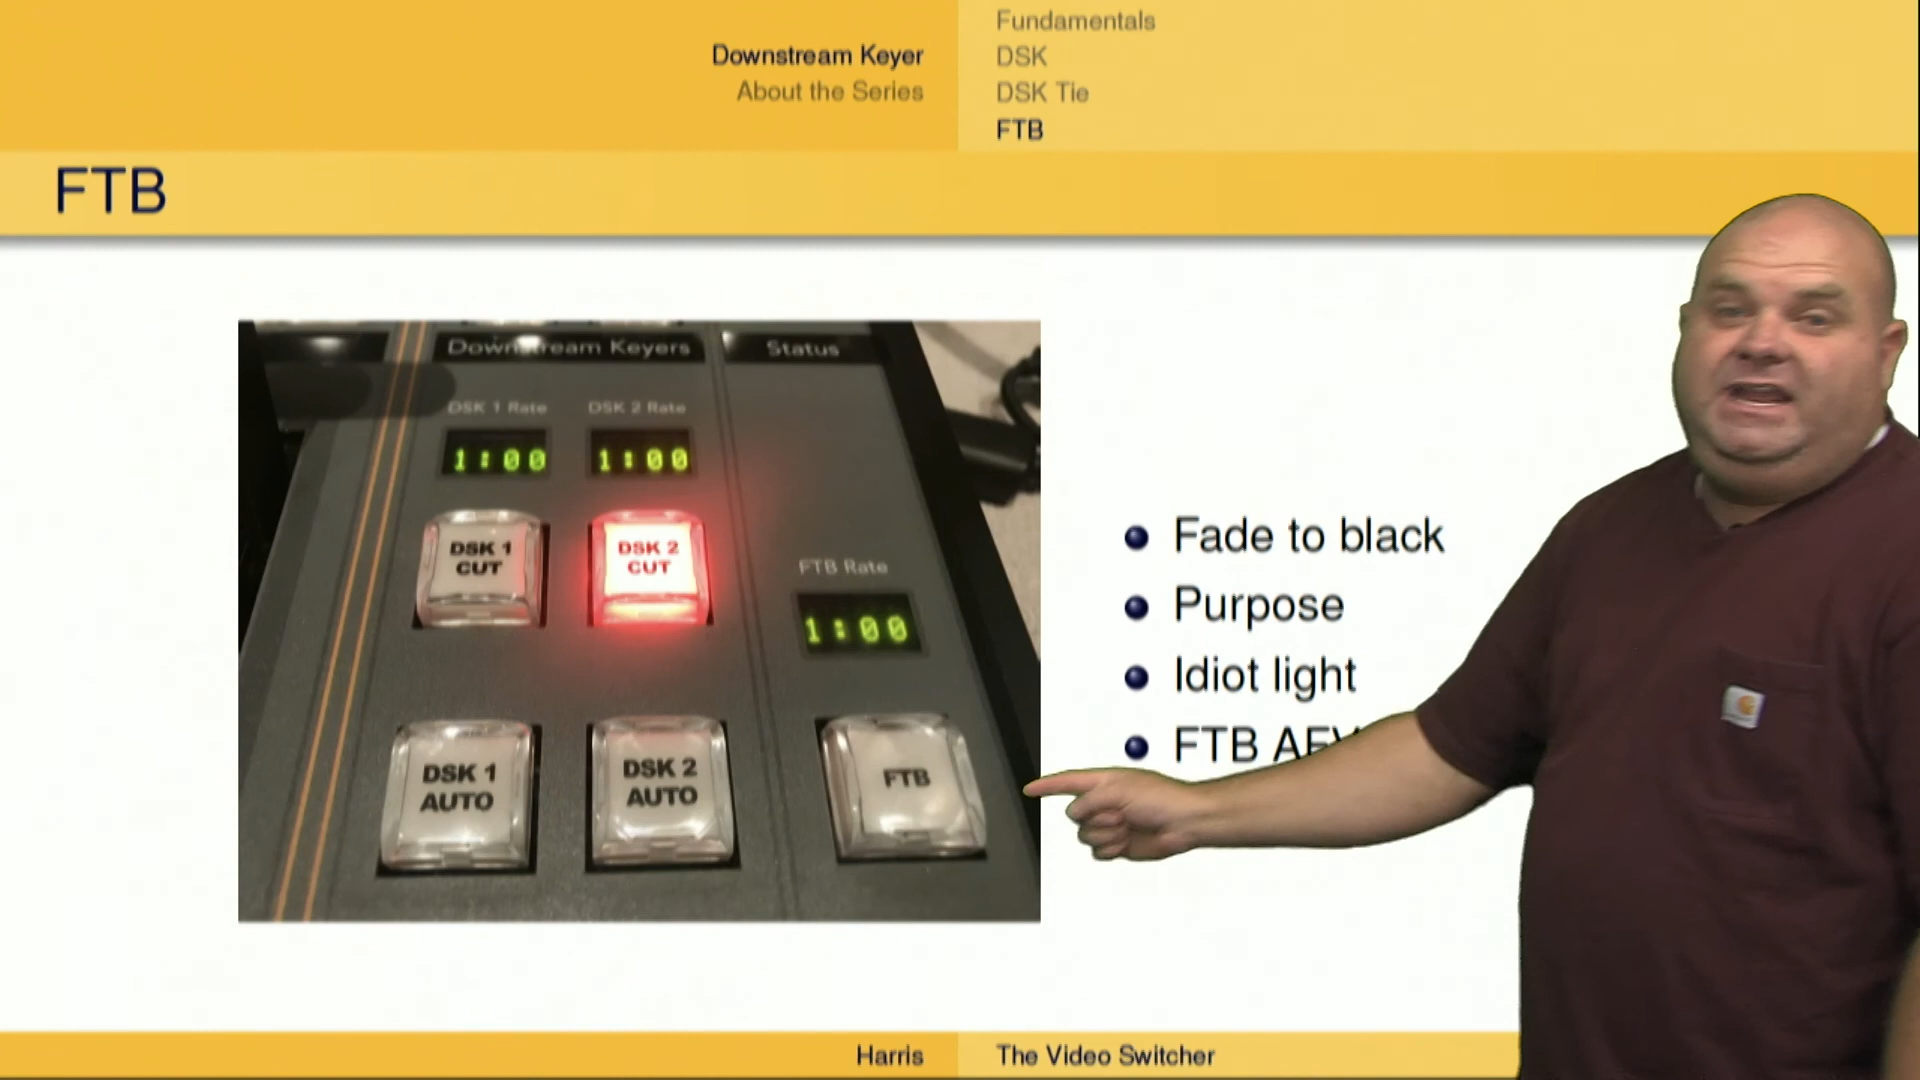 Downstream Keyer
About the Series
Fundamentals
DSK
DSK Tie
FTB
FTB
Downstream Keyers
Status
DSK 1 Rate
DSK 2 Rate
1:00
1:00
DSK 1
CUT
DSK 2
CUT
FTB Rate
1:00
DSK 1
AUTO
DSK 2
AUTO
FTB
Fade to black
Purpose
Idiot light
FTB
Harris
The Video Switcher